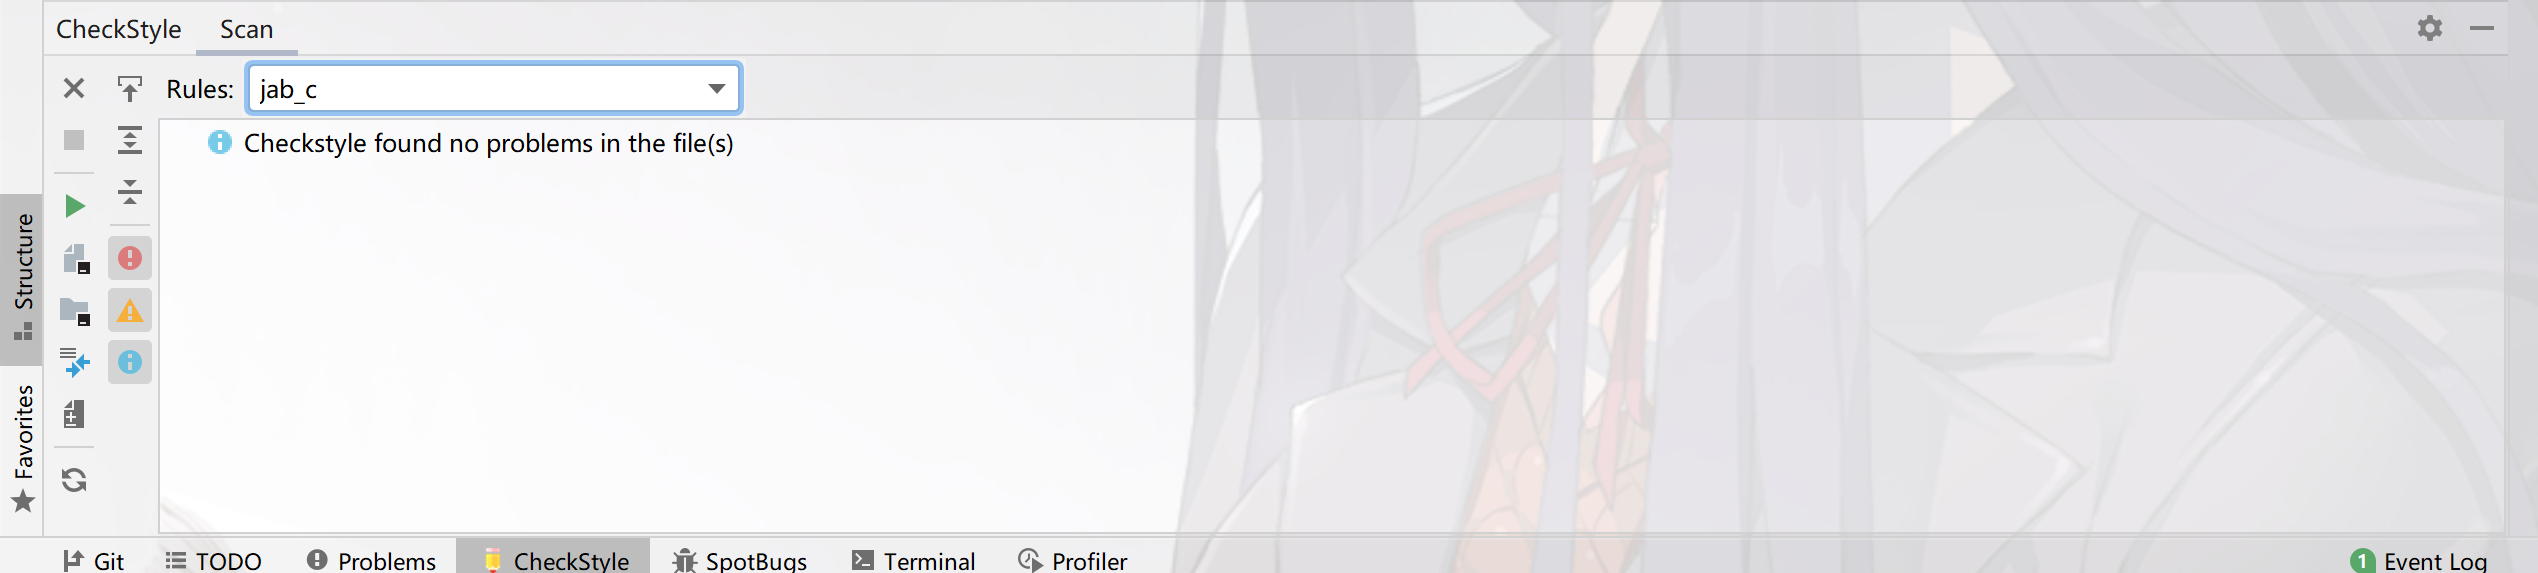 CheckStyle Scan
Rules: jab_c
Checkstyle found no problems in the file(s)
Structure
Favorites
Git TODO Problems CheckStyle SpotBugs Terminal Profiler 1 Event Log